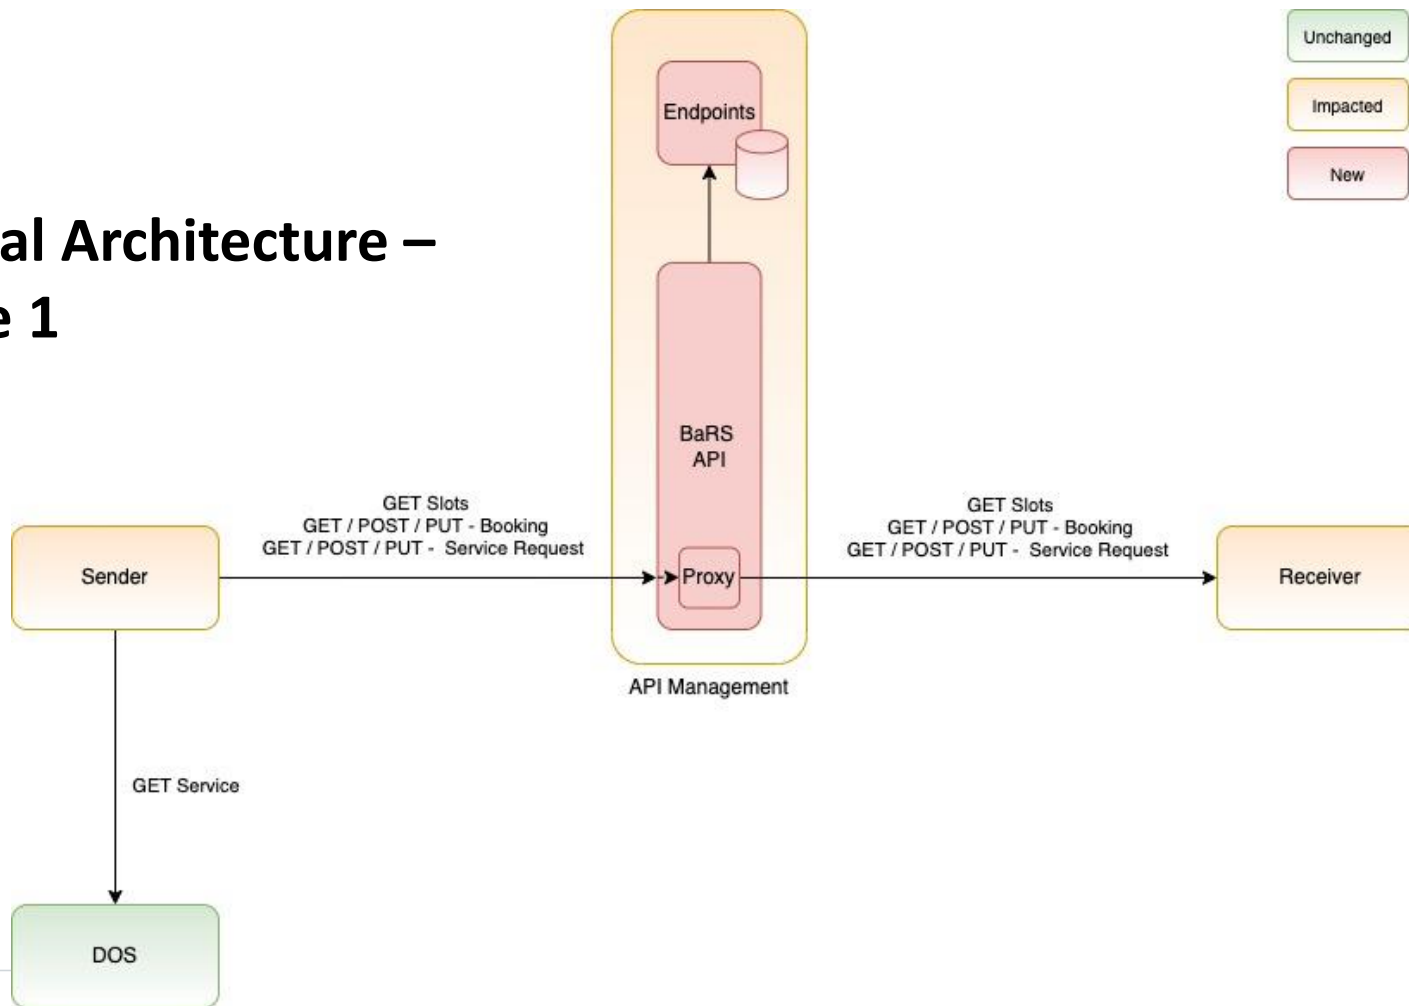 Unchanged
Impacted
New
Endpoints
al Architecture –
e 1
BaRS
API
GET Slots
GET / POST / PUT - Booking
GET / POST / PUT -  Service Request
GET Slots
GET / POST / PUT - Booking
GET / POST / PUT -  Service Request
Sender
Proxy
Receiver
API Management
GET Service
DOS